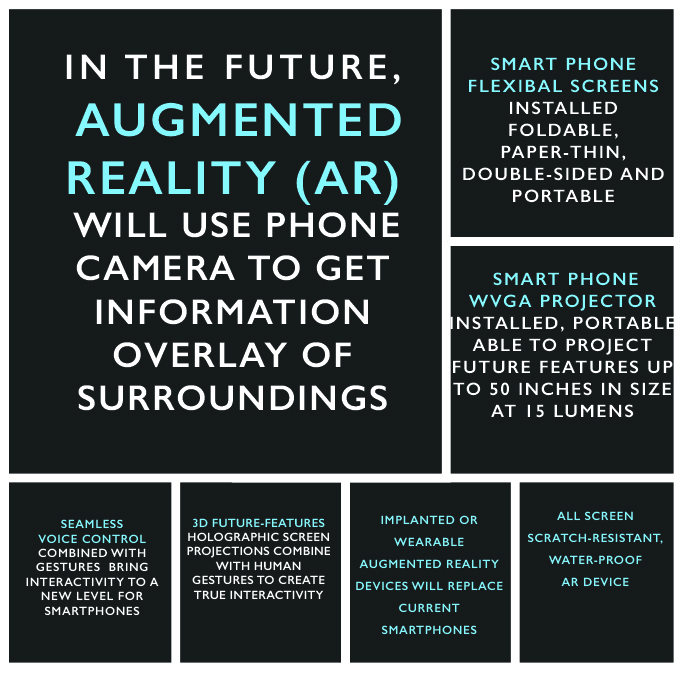 IN THE FUTURE,
AUGMENTED
REALITY (AR)
WILL USE PHONE
CAMERA TO GET
INFORMATION
OVERLAY OF
SURROUNDINGS
SMART PHONE
FLEXIBAL SCREENS
INSTALLED
FOLDABLE,
PAPER-THIN,
DOUBLE-SIDED AND
PORTABLE
SMART PHONE
WVGA PROJECTOR
INSTALLED, PORTABLE
ABLE TO PROJECT
FUTURE FEATURES UP
TO 50 INCHES IN SIZE
AT 15 LUMENS
SEAMLESS
VOICE CONTROL
COMBINED WITH
GESTURES BRING
INTERACTIVITY TO A
NEW LEVEL FOR
SMARTPHONES
3D FUTURE-FEATURES
HOLOGRAPHIC SCREEN
PROJECTIONS COMBINE
WITH HUMAN
GESTURES TO CREATE
TRUE INTERACTIVITY
IMPLANTED OR
WEARABLE
AUGMENTED REALITY
DEVICES WILL REPLACE
CURRENT
SMARTPHONES
ALL SCREEN
SCRATCH-RESISTANT,
WATER-PROOF
AR DEVICE